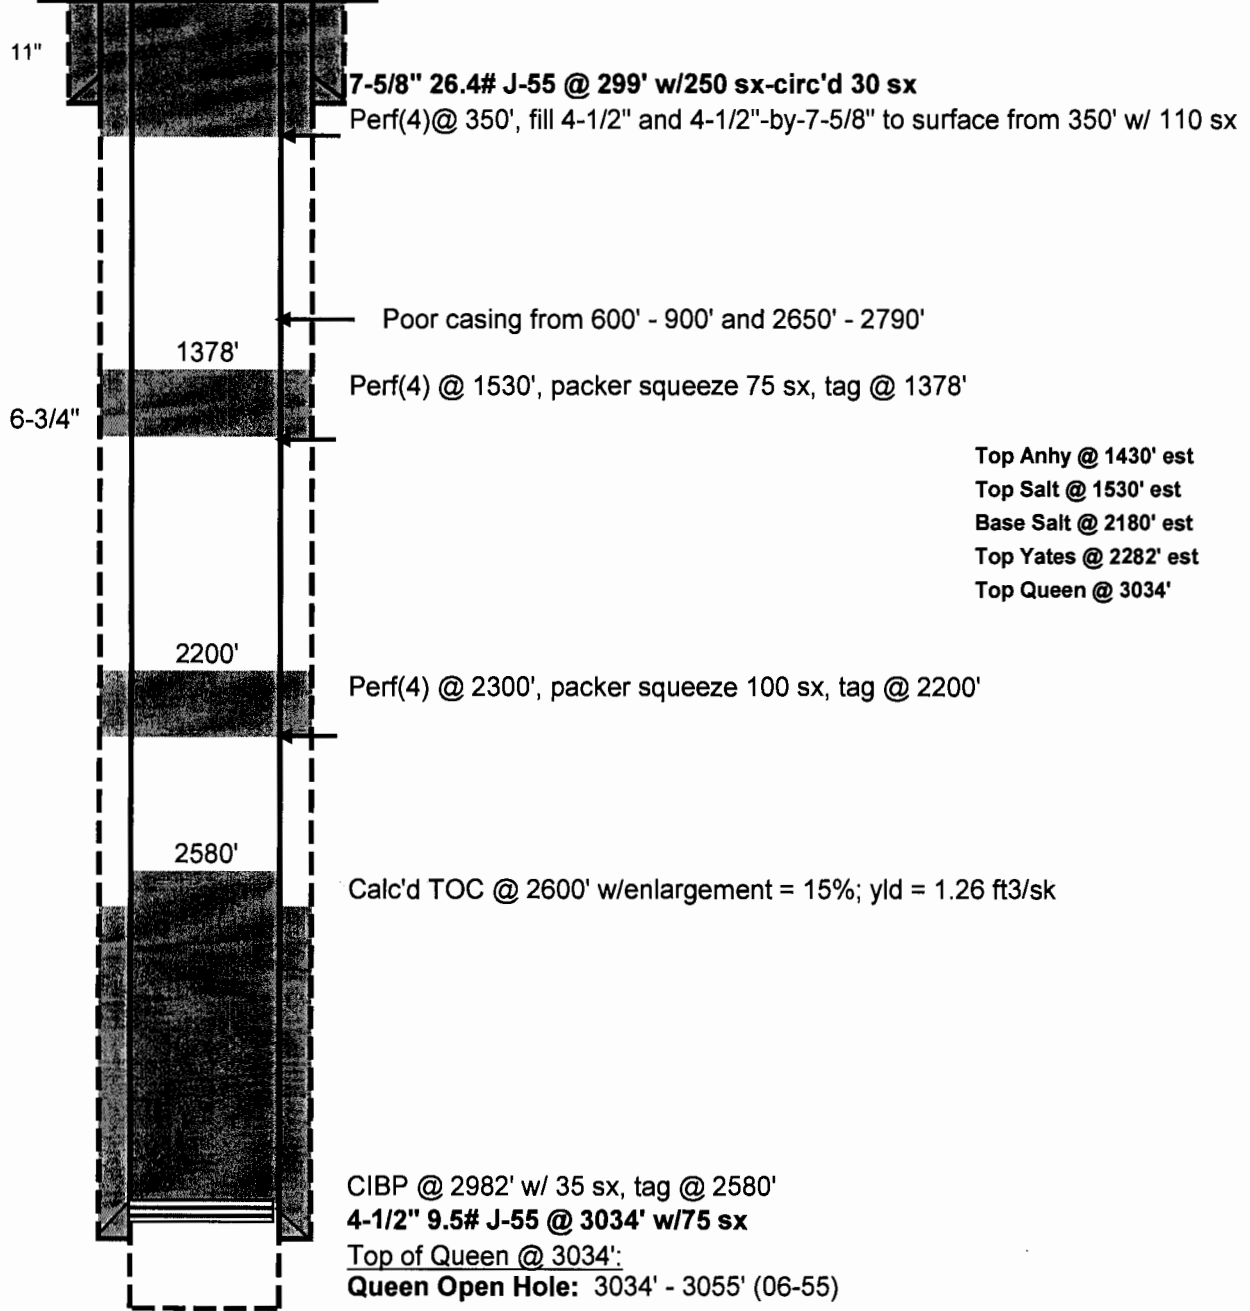 11"
7-5/8" 26.4# J-55 @ 299' w/250 sx-circ'd 30 sx
Perf(4)@ 350', fill 4-1/2" and 4-1/2"-by-7-5/8" to surface from 350' w/ 110 sx
Poor casing from 600' - 900' and 2650' - 2790'
1378'
Perf(4) @ 1530', packer squeeze 75 sx, tag @ 1378'
6-3/4"
Top Anhy @ 1430' est
Top Salt @ 1530' est
Base Salt @ 2180' est
Top Yates @ 2282' est
Top Queen @ 3034'
2200'
Perf(4) @ 2300', packer squeeze 100 sx, tag @ 2200'
2580'
Calc'd TOC @ 2600' w/enlargement = 15%; yld = 1.26 ft3/sk
CIBP @ 2982' w/ 35 sx, tag @ 2580'
4-1/2" 9.5# J-55 @ 3034' w/75 sx
Top of Queen @ 3034':
Queen Open Hole: 3034' - 3055' (06-55)